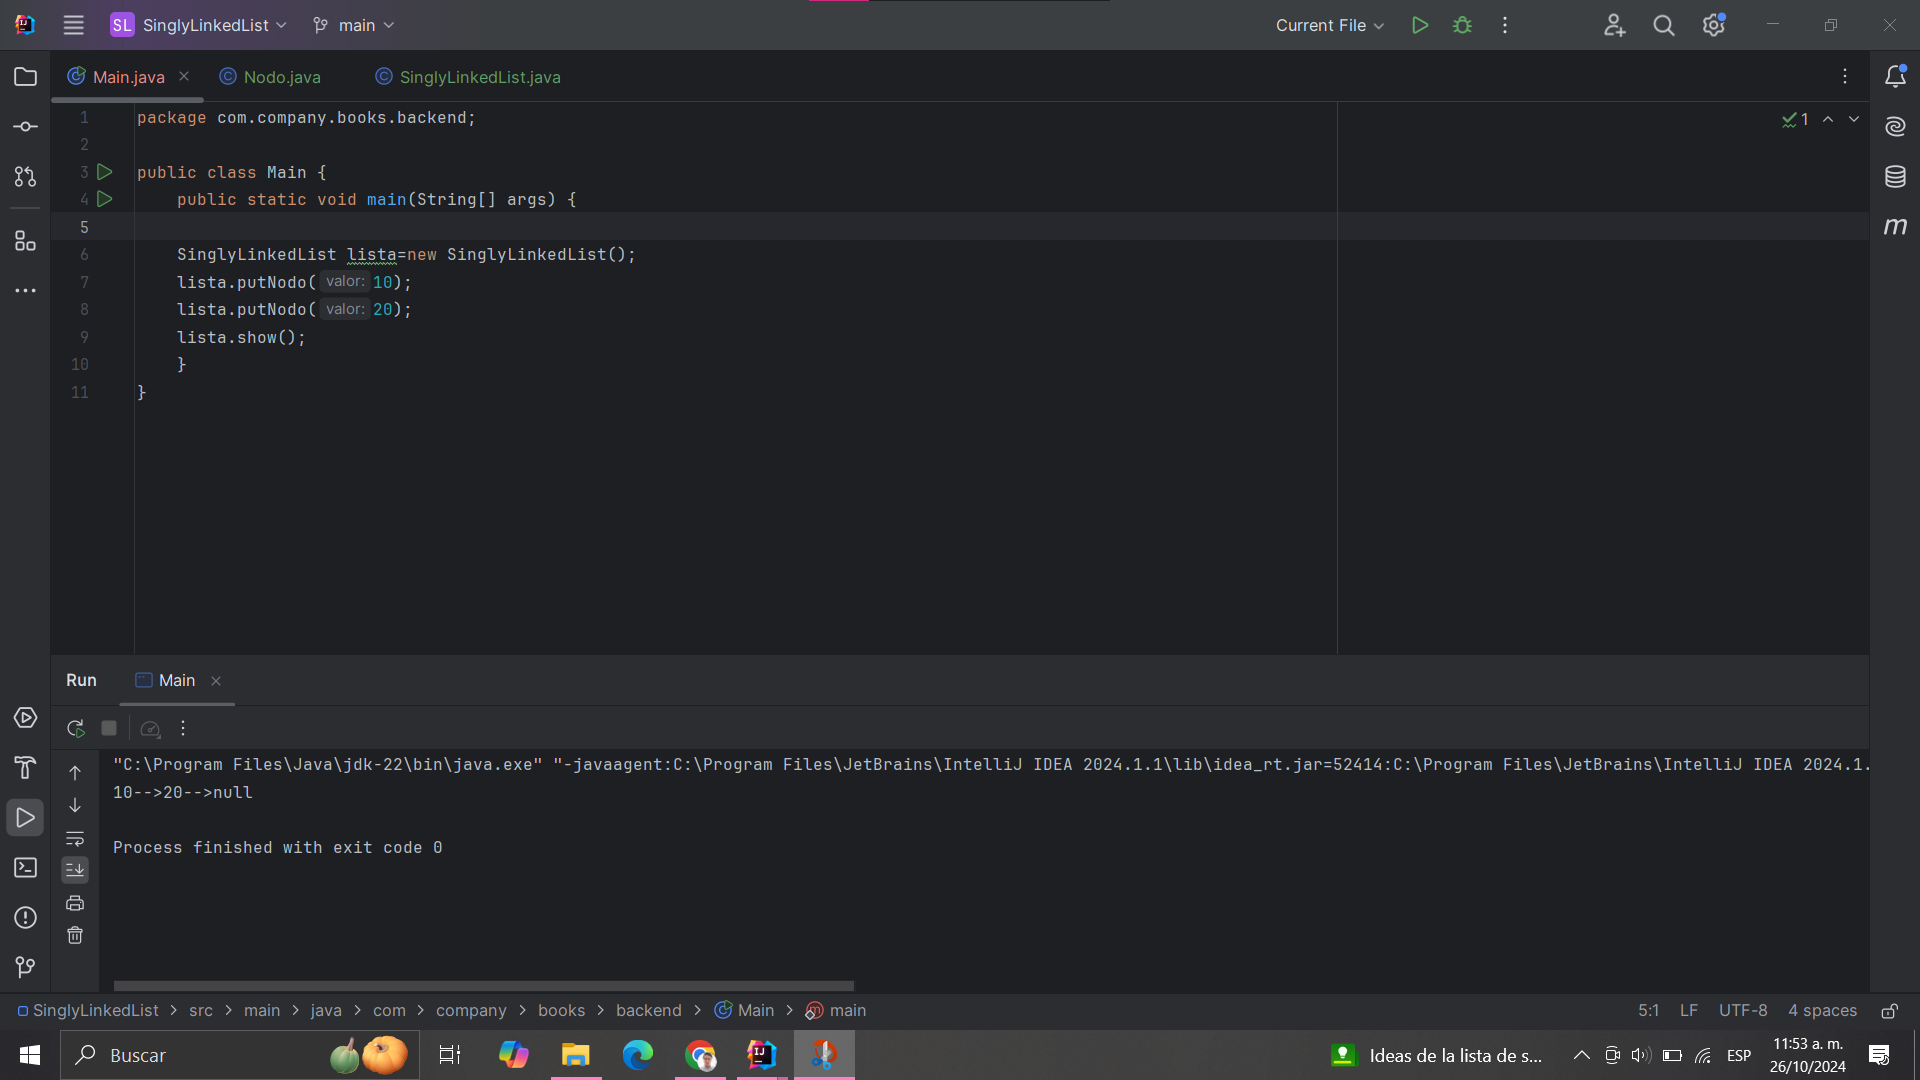 SL SinglyLinkedList main Current File
Main.java Nodo.java SinglyLinkedList.java
1 package com.company.books.backend; 1
2
3 public class Main {
4 public static void main(String[] args) {
5
6 SinglyLinkedList lista=new SinglyLinkedList();
7 lista.putNodo( valor: 10);
8 lista.putNodo( valor: 20);
9 lista.show();
10 }
11 }
Run Main
"C:\Program Files\Java\jdk-22\bin\java.exe" "-javaagent:C:\Program Files\JetBrains\IntelliJ IDEA 2024.1.1\lib\idea_rt.jar=52414:C:\Program Files\JetBrains\IntelliJ IDEA 2024.1.
10-->20-->null
Process finished with exit code 0
SinglyLinkedList > src > main > java > com > company > books > backend > Main > main 5:1 LF UTF-8 4 spaces
Buscar Ideas de la lista de s... ESP 11:53 a. m.
26/10/2024